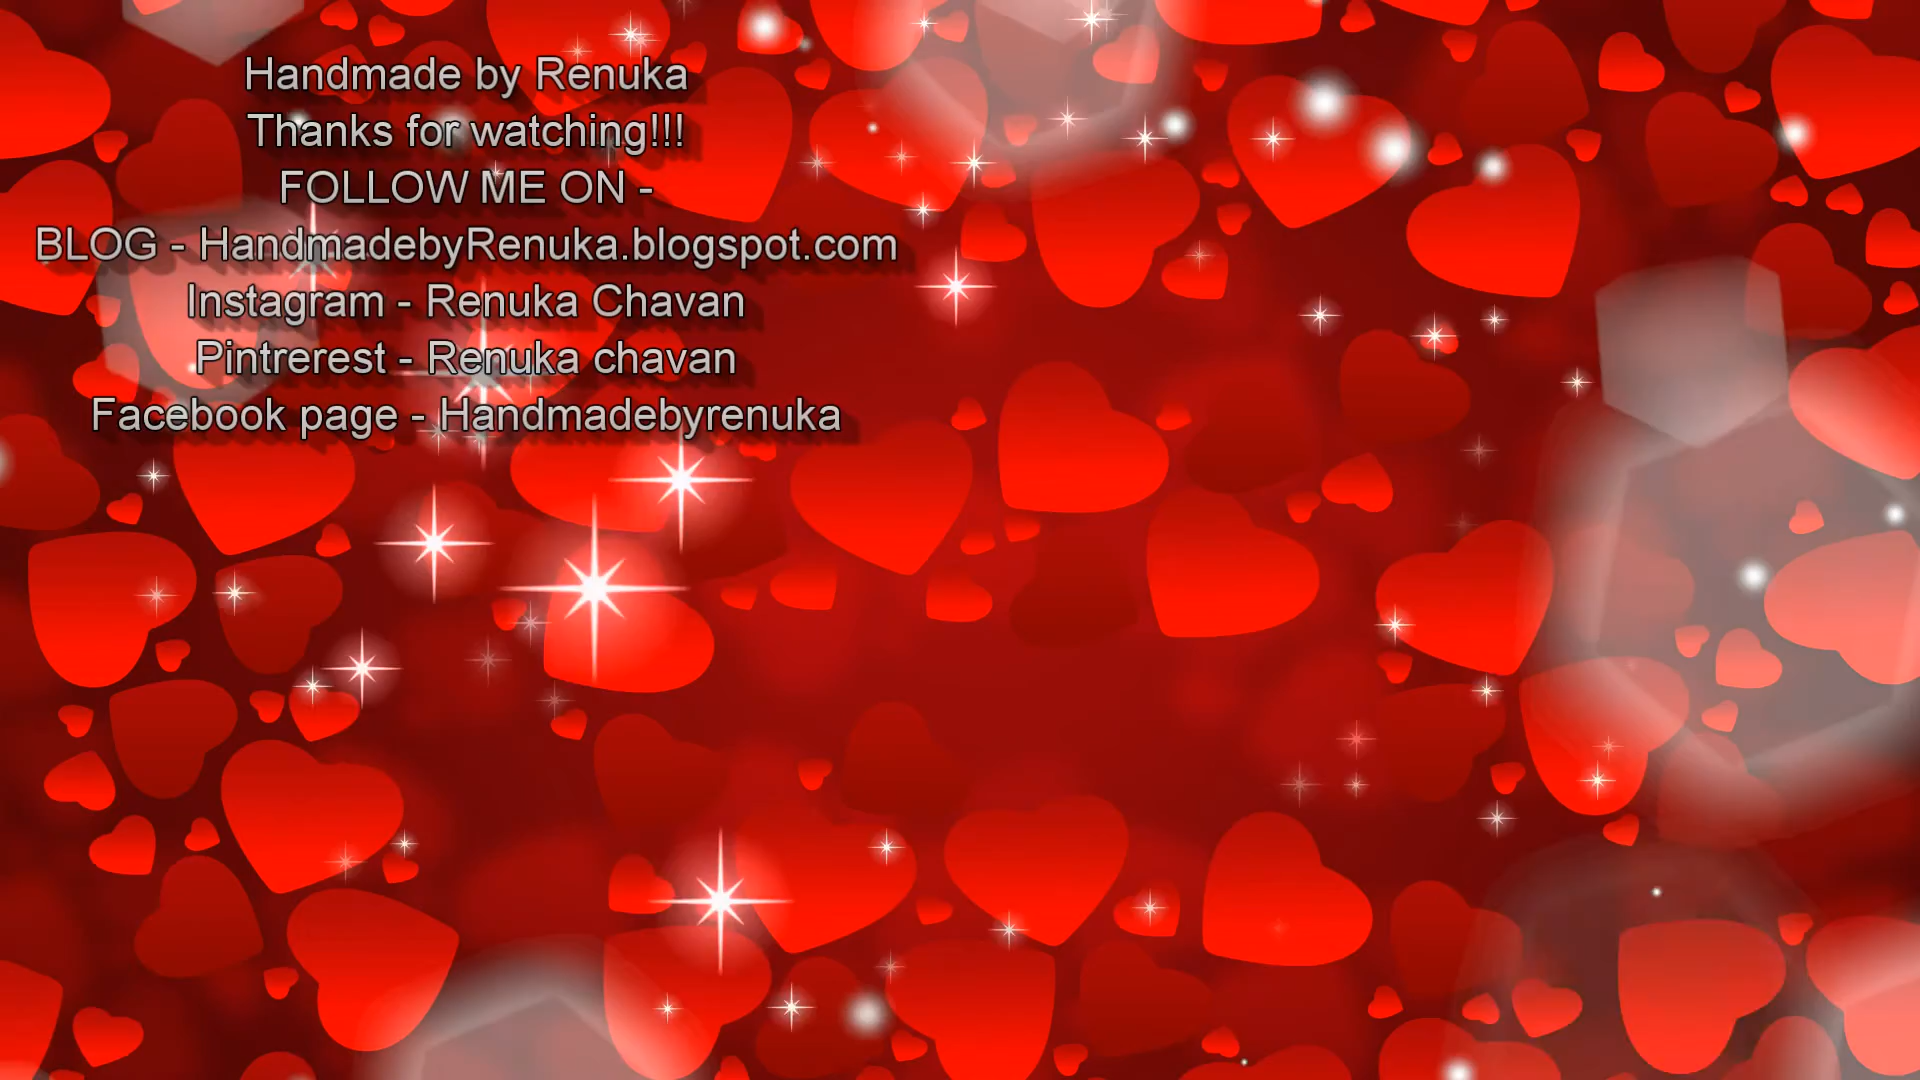 Handmade by Renuka
Thanks for watching!!!
FOLLOW ME ON -
BLOG - HandmadebyRenuka.blogspot.com
Instagram - Renuka Chavan
Pintrerest - Renuka chavan
Facebook page - Handmadebyrenuka